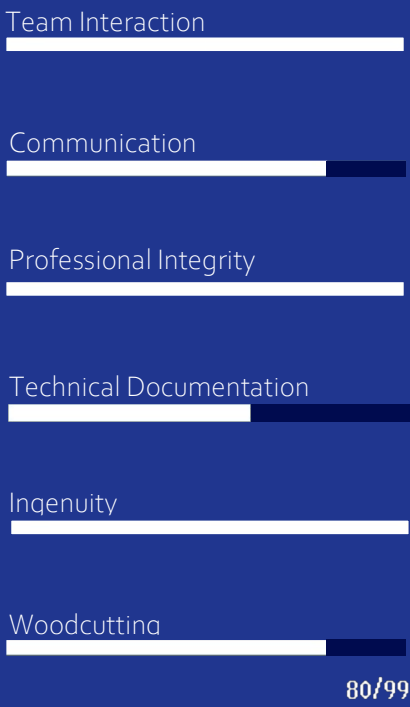 Team Interaction
Communication
Professional Integrity
Technical Documentation
Ingenuity
Woodcutting
80/99